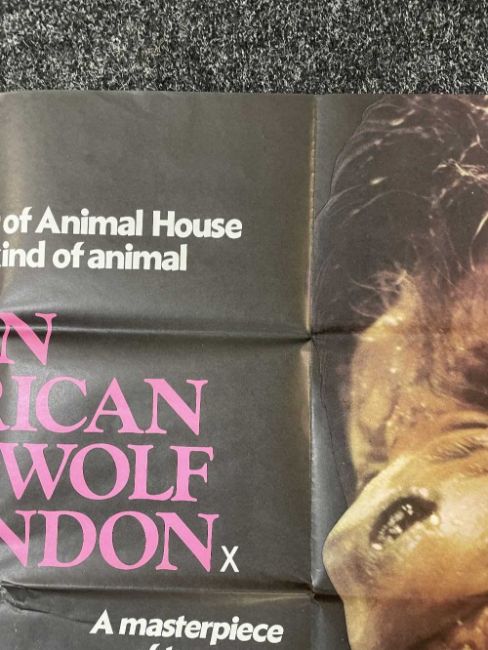 of Animal House
kind of animal
N
RICAN
WOLF
NDON X
A masterpiece